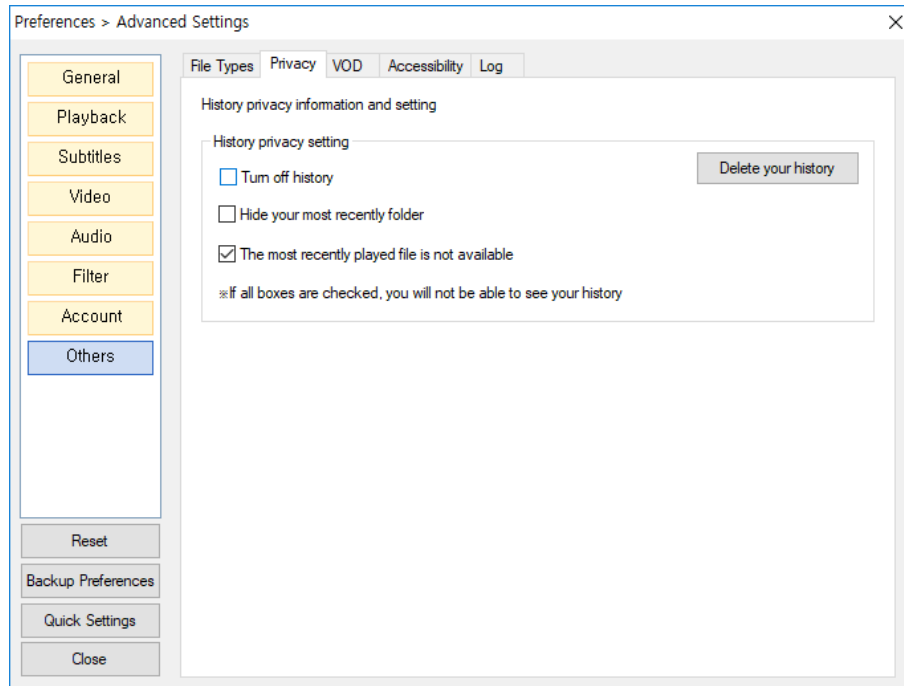 Preferences > Advanced Settings
General
Playback
Subtitles
Video
Audio
Filter
Account
Others
Reset
Backup Preferences
Quick Settings
Close
File Types Privacy VOD Accessibility Log
History privacy information and setting
History privacy setting
Turn off history
Delete your history
Hide your most recently folder
The most recently played file is not available
※If all boxes are checked, you will not be able to see your history